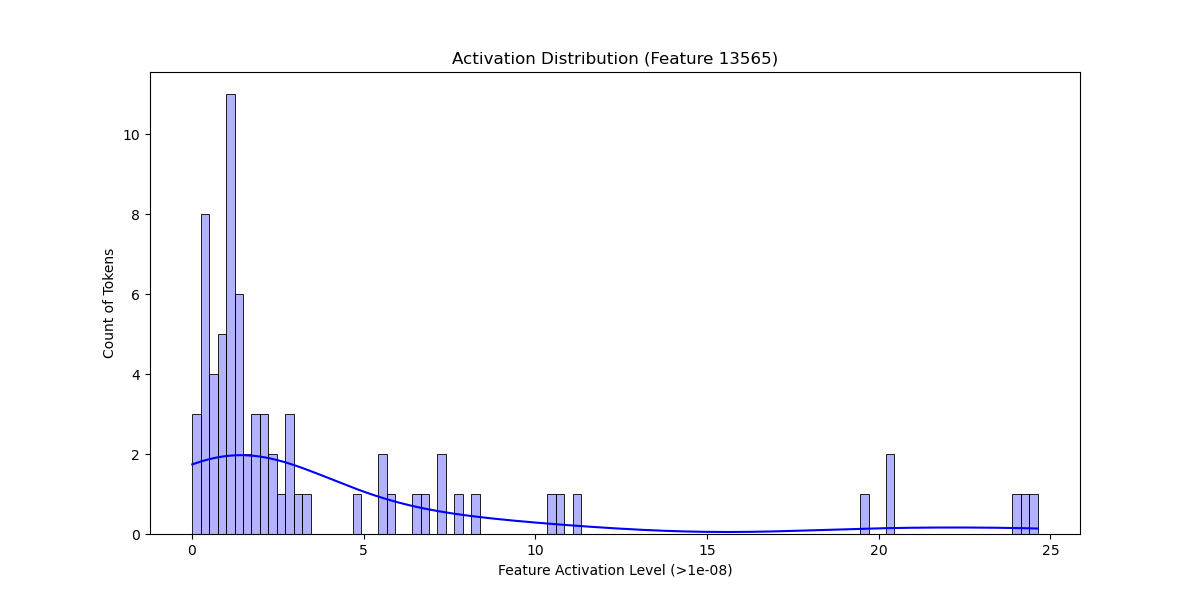 Activation Distribution (Feature 13565)
10
8
6
4
2
0
Count of Tokens
0 5 10 15 20 25
Feature Activation Level (>1e-08)